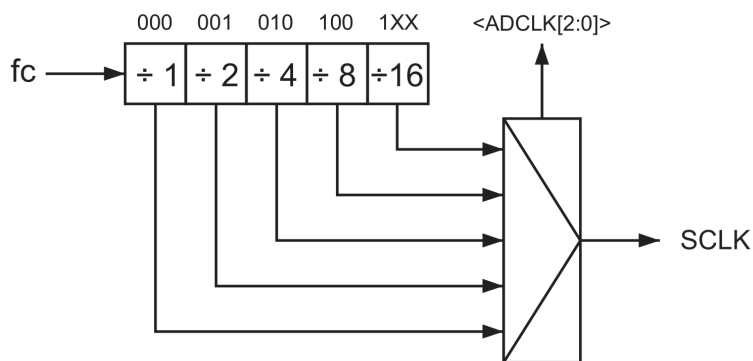 000 001 010 100 1XX
<ADCLK[2:0]>
fc
÷ 1 ÷ 2 ÷ 4 ÷ 8 ÷16
SCLK